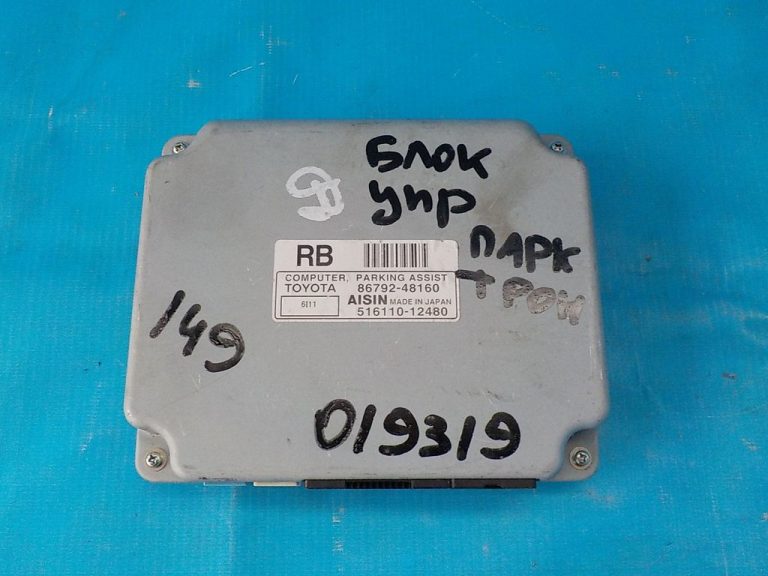 Блок
упр
ПАРК
трон
RB
COMPUTER, PARKING ASSIST
TOYOTA 86792-48160
6I11 AISIN MADE IN JAPAN
516110-12480
149
019319